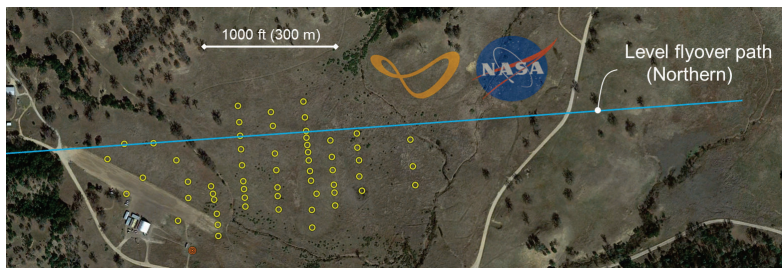 1000 ft (300 m)
NASA
Level flyover path
(Northern)